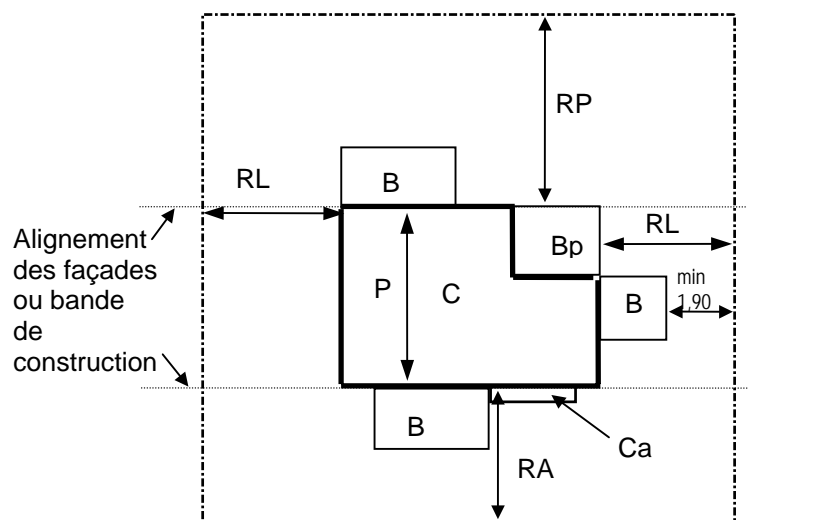 RP
RL
B
Alignement
des façades
ou bande
de
construction
Bp
RL
P
C
B
min
1,90
B
Ca
RA